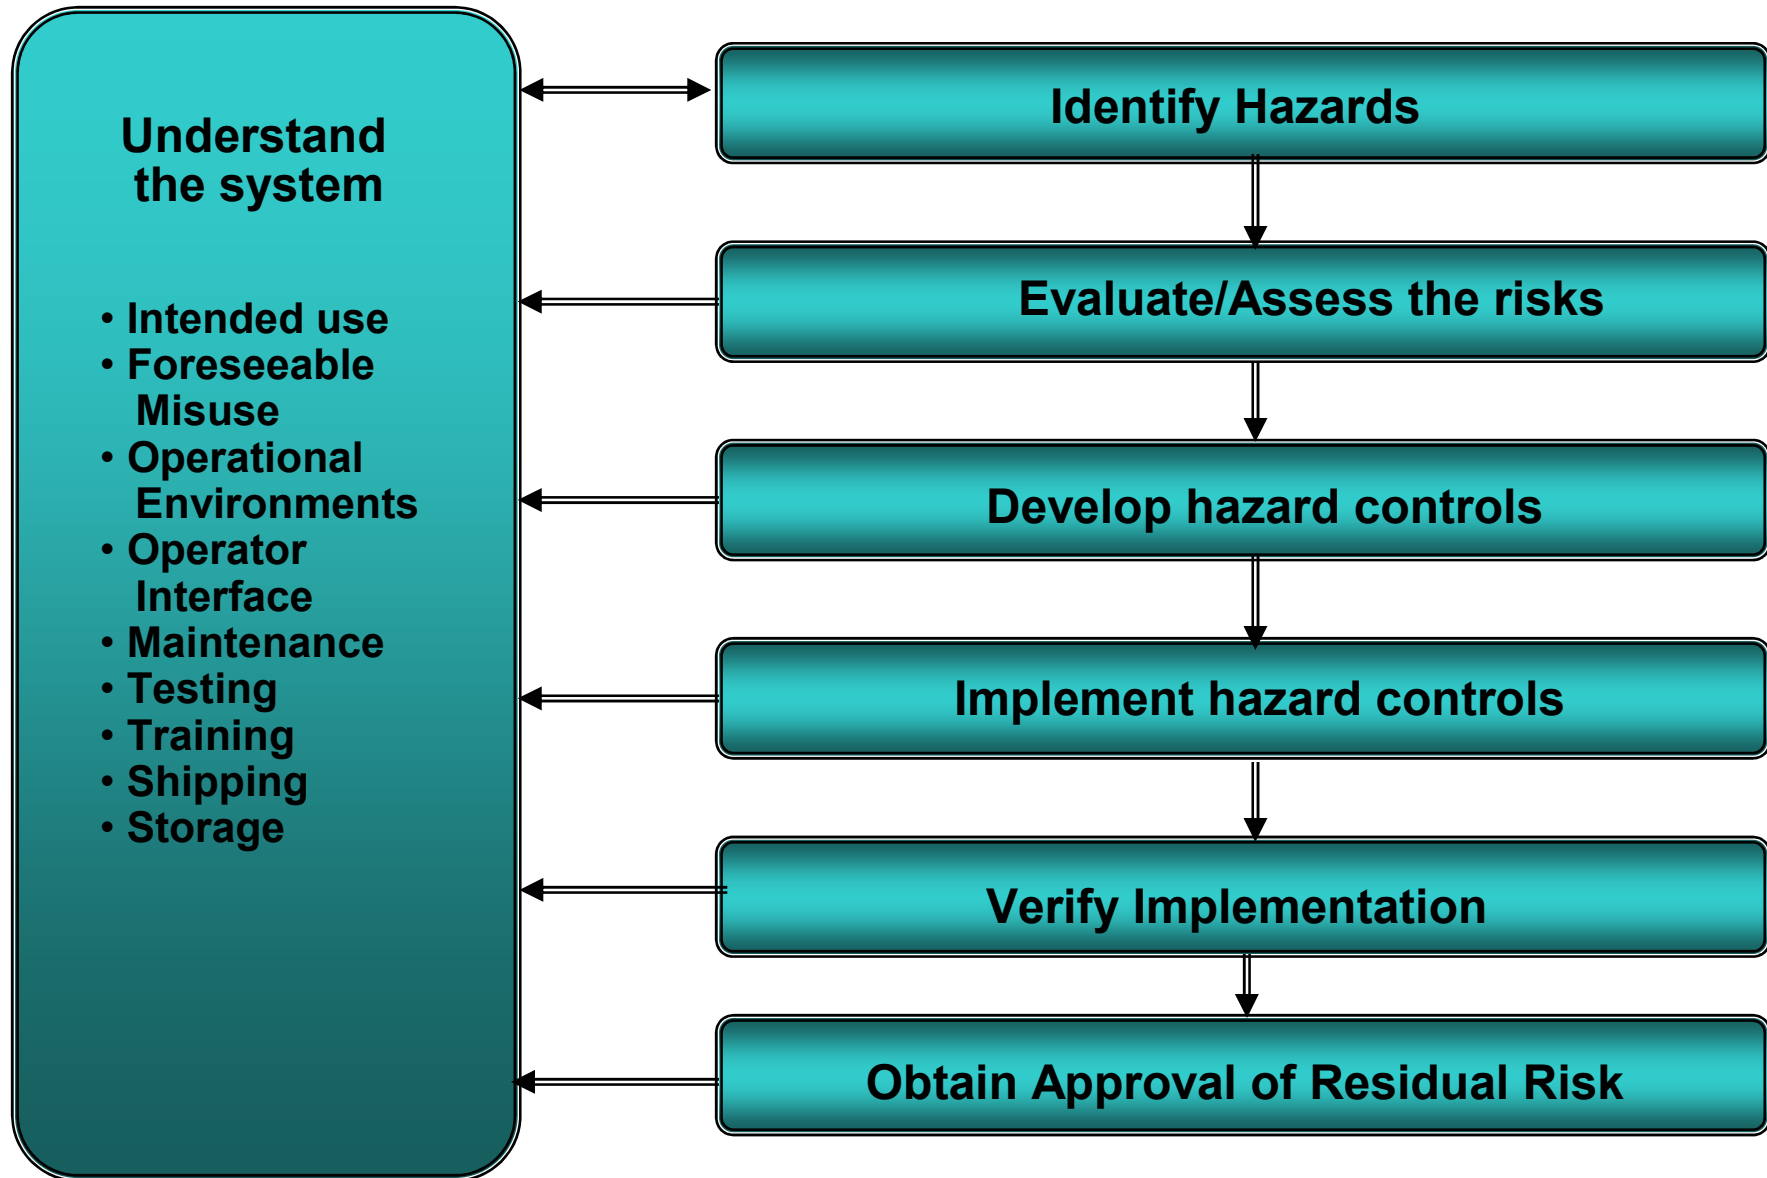 Understand
the system
• Intended use
• Foreseeable
Misuse
• Operational
Environments
• Operator
Interface
• Maintenance
• Testing
• Training
• Shipping
• Storage
Identify Hazards
Evaluate/Assess the risks
Develop hazard controls
Implement hazard controls
Verify Implementation
Obtain Approval of Residual Risk